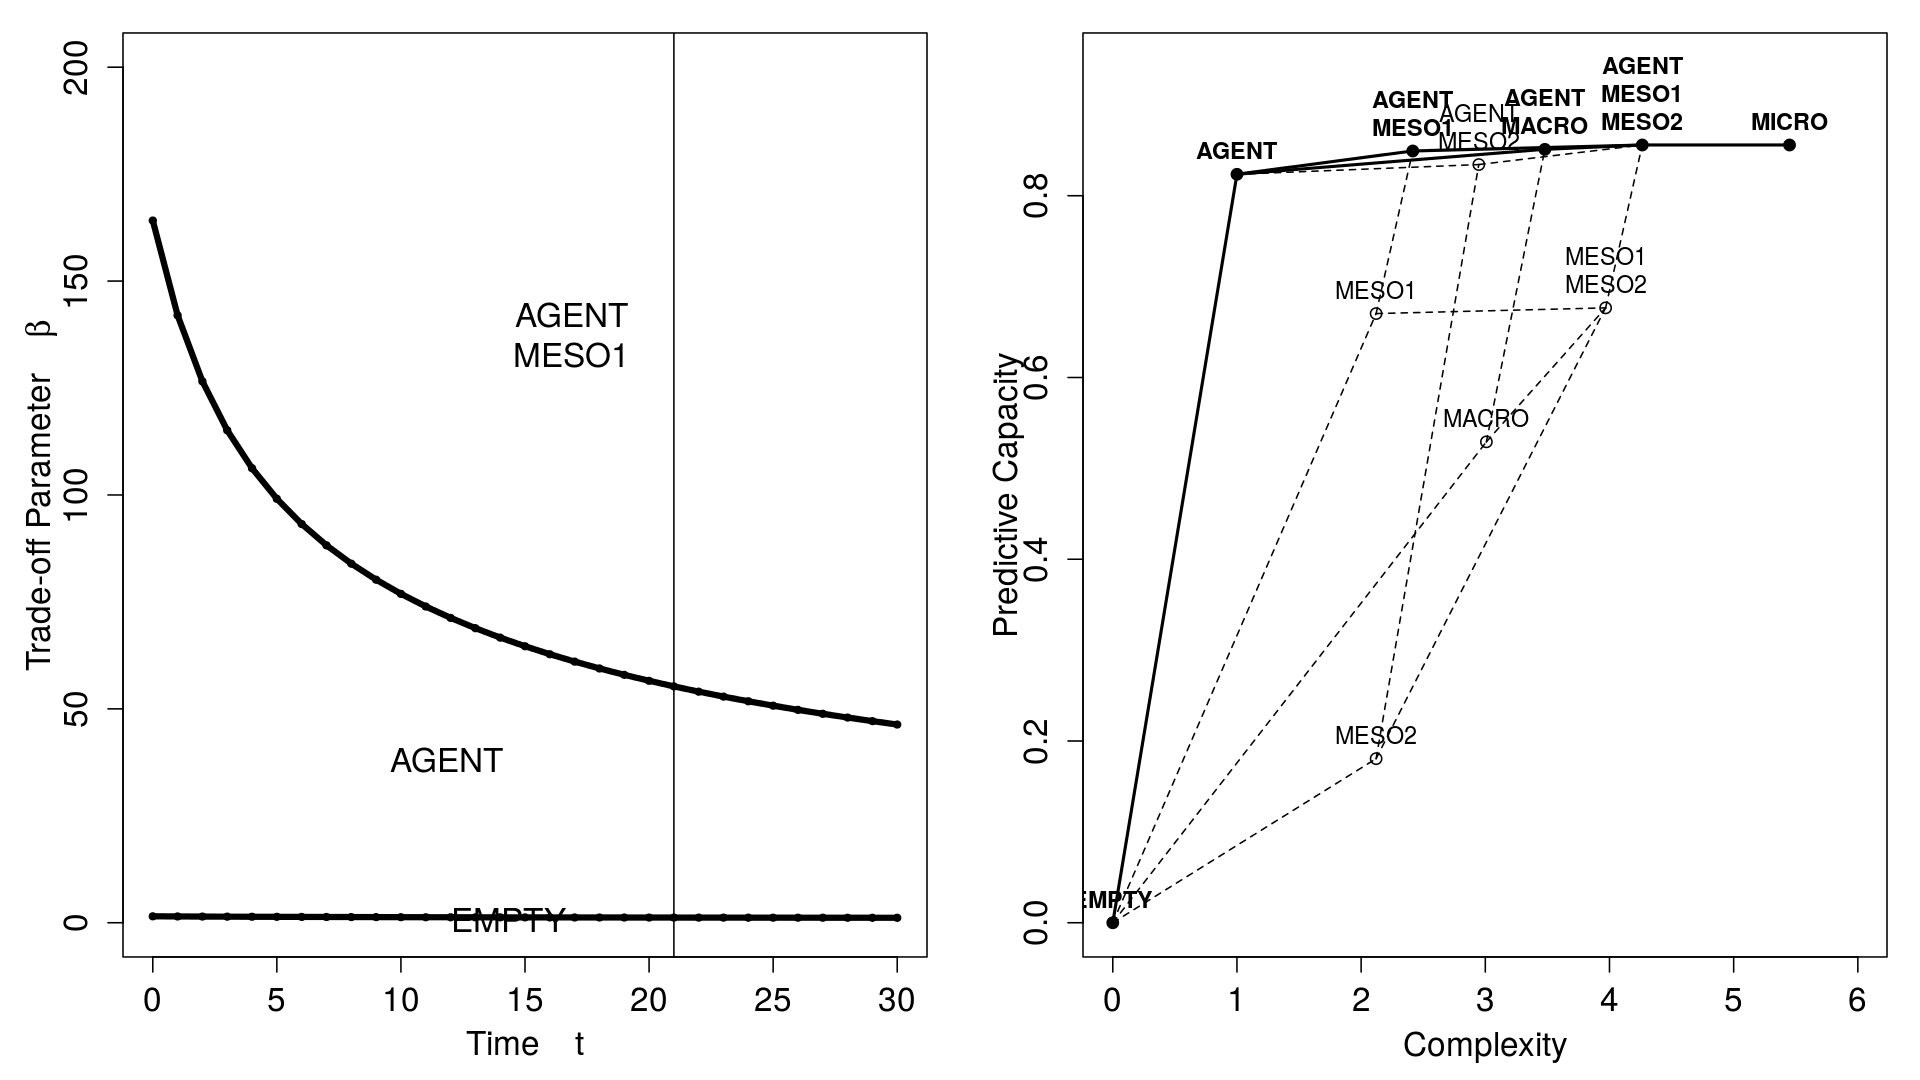 200
150
100
50
0
Trade-off Parameter β
AGENT
MESO1
AGENT
EMPTY
0 5 10 15 20 25 30
Time t
0.8
0.6
0.4
0.2
0.0
Predictive Capacity
AGENT
AGENT
MESO1
AGENT
MESO2
AGENT
MACRO
AGENT
MESO1
MESO2
MICRO
MESO1
MESO1
MESO2
MACRO
MESO2
EMPTY
0 1 2 3 4 5 6
Complexity